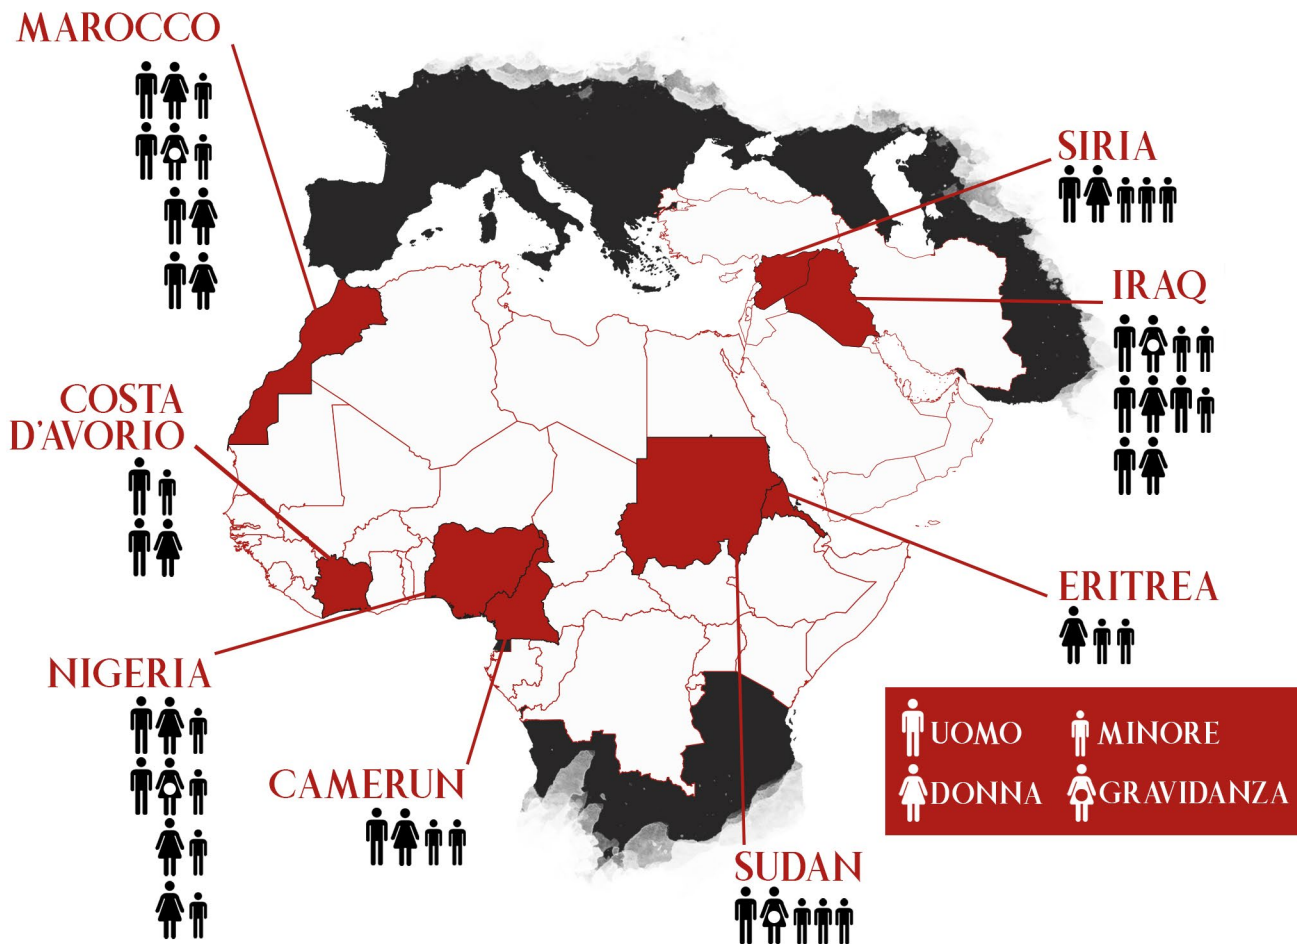 MAROCCO
SIRIA
IRAQ
COSTA
D'AVORIO
ERITREA
NIGERIA
CAMERUN
SUDAN
UOMO
MINORE
DONNA
GRAVIDANZA